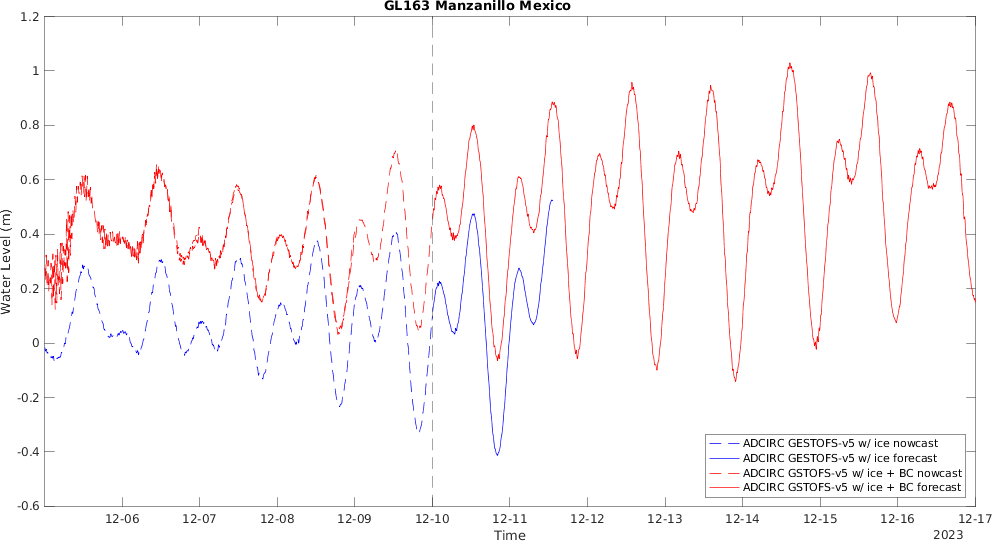 GL163 Manzanillo Mexico
1.2
1
0.8
0.6
0.4
0.2
0
-0.2
-0.4
-0.6
Water Level (m)
ADCIRC GESTOFS-v5 w/ ice nowcast
ADCIRC GESTOFS-v5 w/ ice forecast
ADCIRC GSTOFS-v5 w/ ice + BC nowcast
ADCIRC GSTOFS-v5 w/ ice + BC forecast
12-06 12-07 12-08 12-09 12-10 12-11 12-12 12-13 12-14 12-15 12-16 12-17
Time
2023